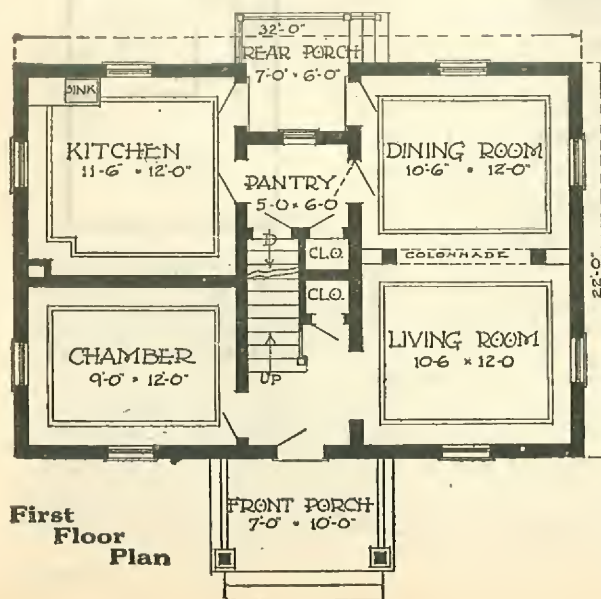 32'-0"
REAR PORCH
7'-0" × 6'-0"
SINK
KITCHEN
11'-6" × 12'-0"
DINING ROOM
10'-6" × 12'-0"
PANTRY
5'-0 × 6'-0
D
CLO.
COLONNADE
CLO.
22'-0"
CHAMBER
9'-0" × 12'-0"
UP
LIVING ROOM
10'-6 × 12'-0
FRONT PORCH
7'-0" × 10'-0"
First
Floor
Plan